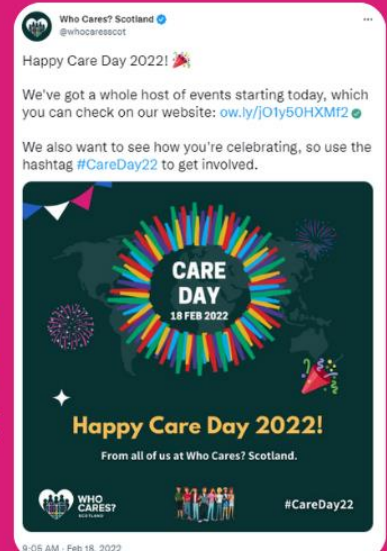 Who Cares? Scotland
@whocaresscot
Happy Care Day 2022!
We've got a whole host of events starting today, which
you can check on our website: ow.ly/jO1y50HXMf2
We also want to see how you're celebrating, so use the
hashtag #CareDay22 to get involved.
CARE
DAY
18 FEB 2022
Happy Care Day 2022!
From all of us at Who Cares? Scotland.
WHO
CARES?
SCOTLAND
#CareDay22
9:05 AM · Feb 18, 2022